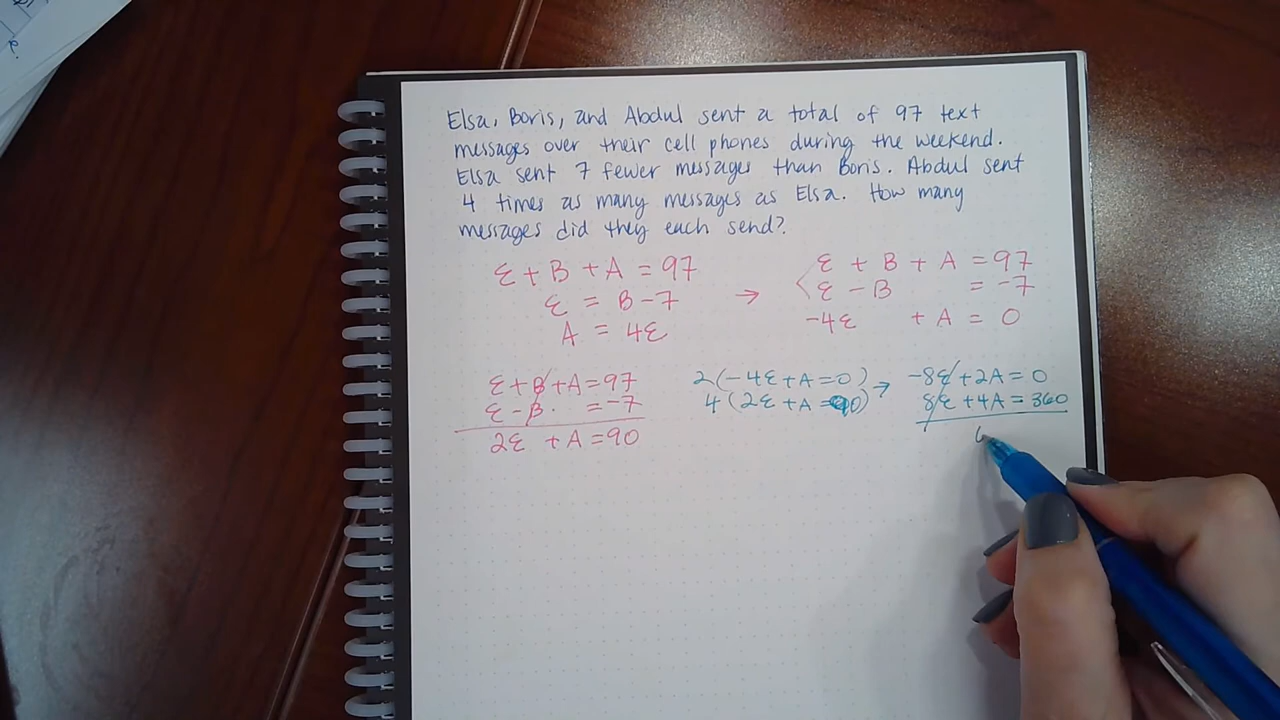 Elsa, Boris, and Abdul sent a total of 97 text
messages over their cell phones during the weekend.
Elsa sent 7 fewer messages than Boris. Abdul sent
4 times as many messages as Elsa. How many
messages did they each send?
E + B + A = 97
E = B - 7
A = 4E
→
E + B + A = 97
E - B = -7
-4E + A = 0
E + B + A = 97
E - B = -7
2E + A = 90
2(-4E + A = 0)
4(2E + A = 90)
→
-8E + 2A = 0
8E + 4A = 360
6